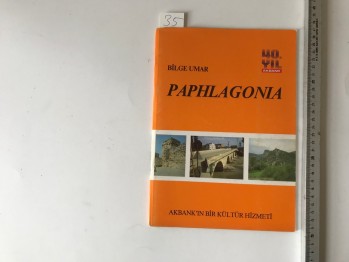 35
40.
YIL
BİLGE UMAR
PAPHLAGONIA
AKBANK'IN BİR KÜLTÜR HİZMETİ